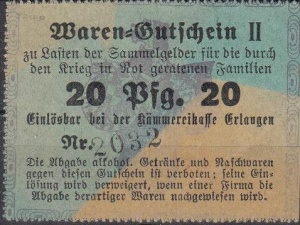 Waren-Gutschein II
zu Lasten der Sammelgelder für die durch
den Krieg in Not geratenen Familien
20 Pfg. 20
Einlösbar bei der Kämmereikasse Erlangen
Nr. 2032
Die Abgabe alkohol. Getränke und Naschwaren
gegen diesen Gutschein ist verboten; seine Ein-
lösung wird verweigert, wenn einer Firma die
Abgabe derartiger Waren nachgewiesen wird.